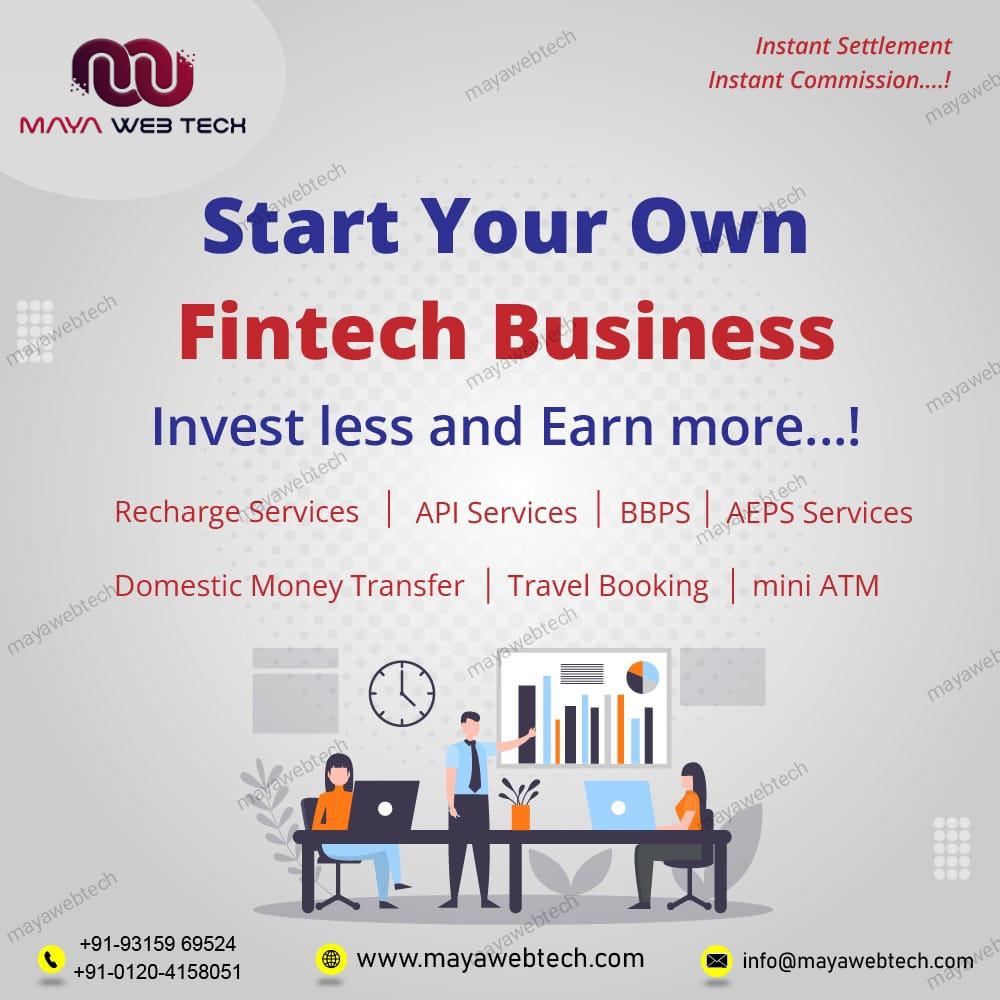 MAYA WEB TECH
Instant Settlement
Instant Commission....!
Start Your Own
Fintech Business
Invest less and Earn more...!
Recharge Services | API Services | BBPS | AEPS Services
Domestic Money Transfer | Travel Booking | mini ATM
+91-93159 69524
+91-0120-4158051
www.mayawebtech.com
info@mayawebtech.com
mayawebtech